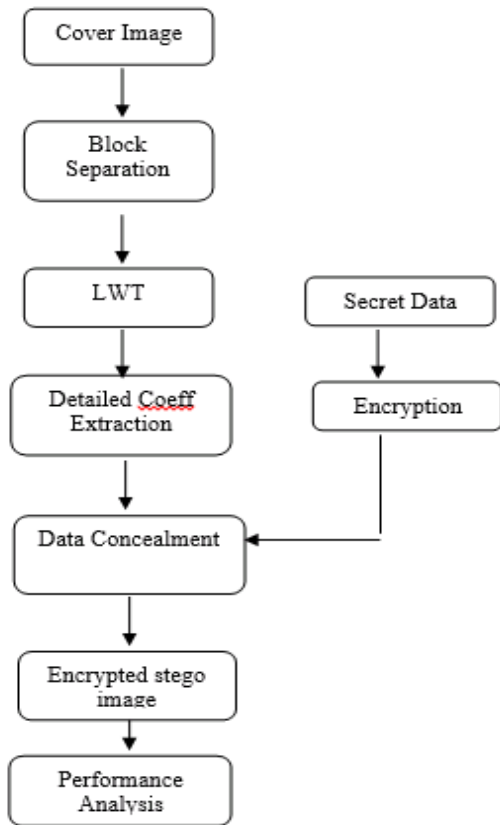 Cover Image
Block
Separation
LWT
Secret Data
Detailed Coeff
Extraction
Encryption
Data Concealment
Encrypted stego
image
Performance
Analysis